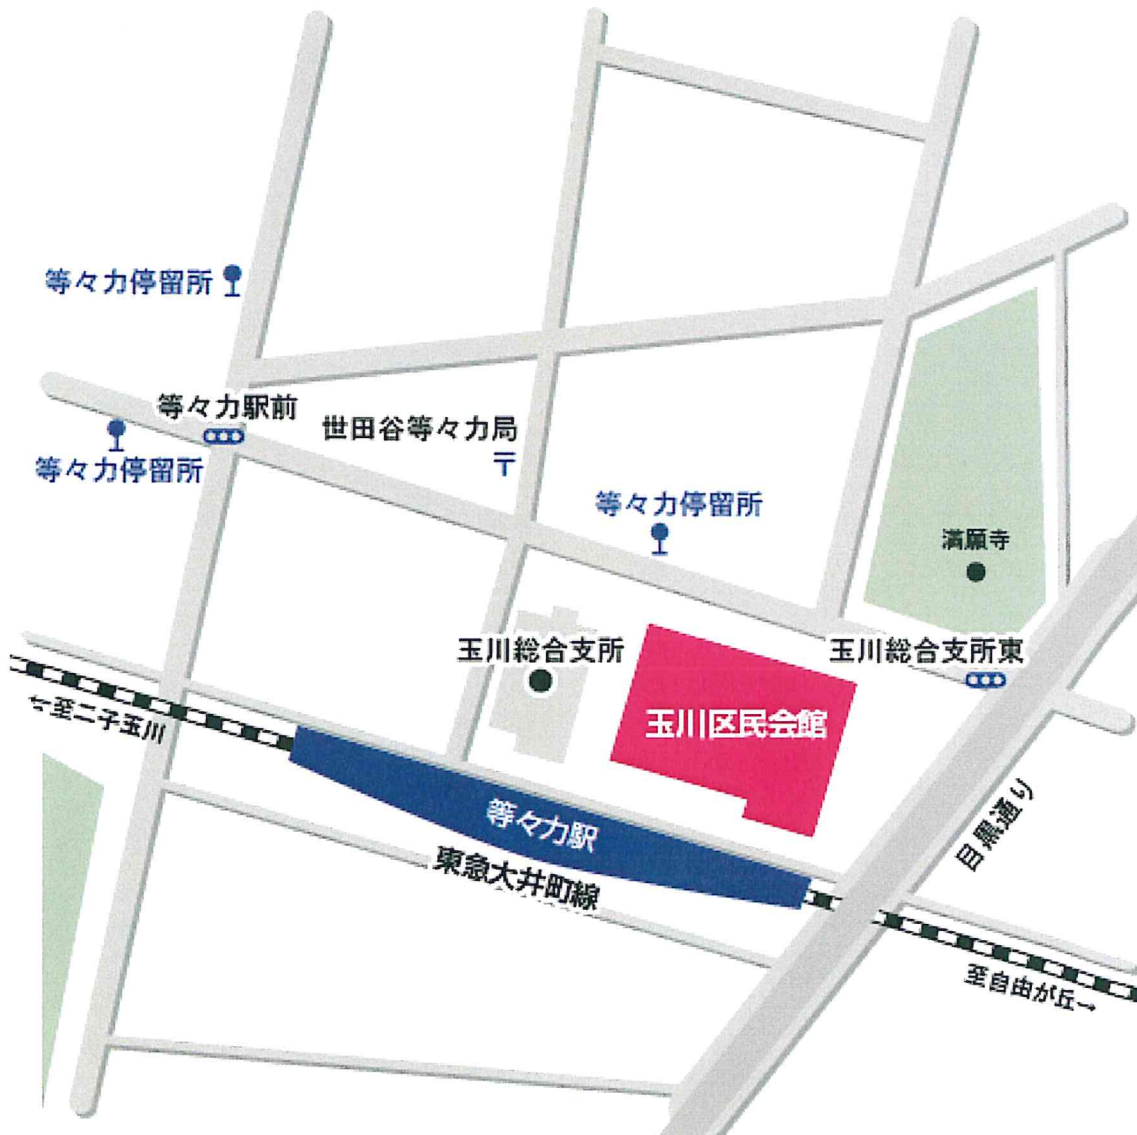 等々力停留所
等々力駅前
世田谷等々力局
〒
等々力停留所
等々力停留所
満願寺
玉川総合支所
玉川総合支所東
←至二子玉川
玉川区民会館
目黒通り
等々力駅
東急大井町線
至自由が丘→